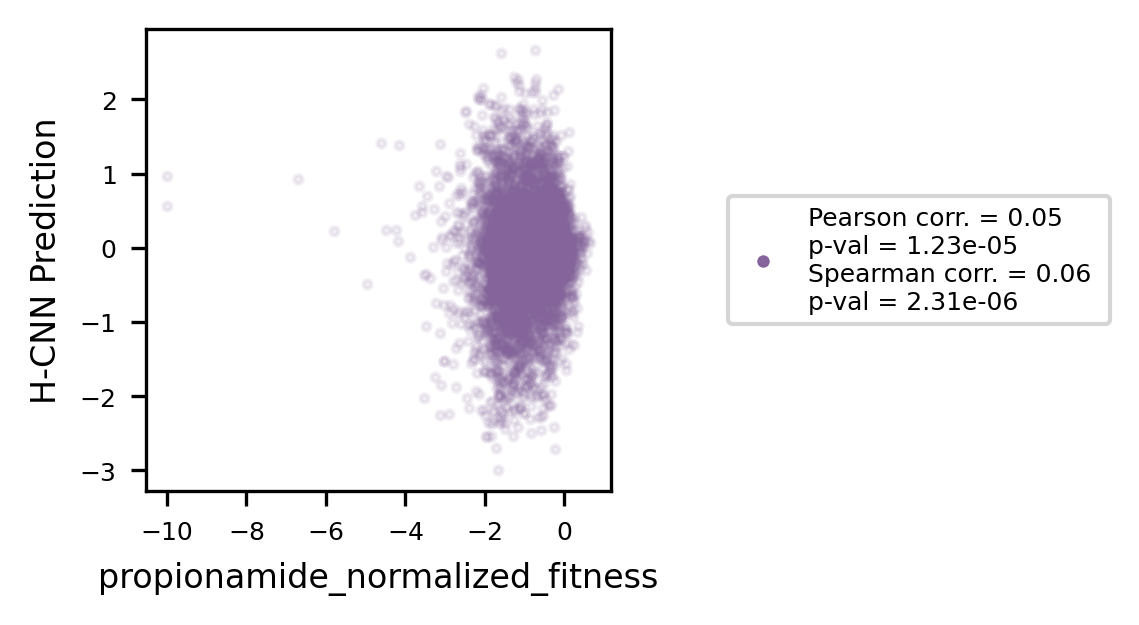 H-CNN Prediction
2
1
0
−1
−2
−3
−10 −8 −6 −4 −2 0
propionamide_normalized_fitness
Pearson corr. = 0.05
p-val = 1.23e-05
Spearman corr. = 0.06
p-val = 2.31e-06